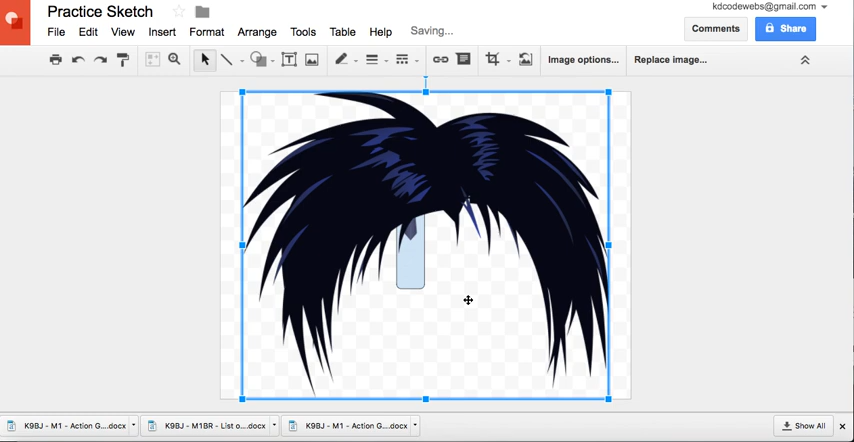 Practice Sketch
kdcodewebs@gmail.com
File Edit View Insert Format Arrange Tools Table Help Saving...
Comments
Share
Image options...
Replace image...
K9BJ - M1 - Action G....docx
K9BJ - M1BR - List o....docx
K9BJ - M1 - Action G....docx
Show All